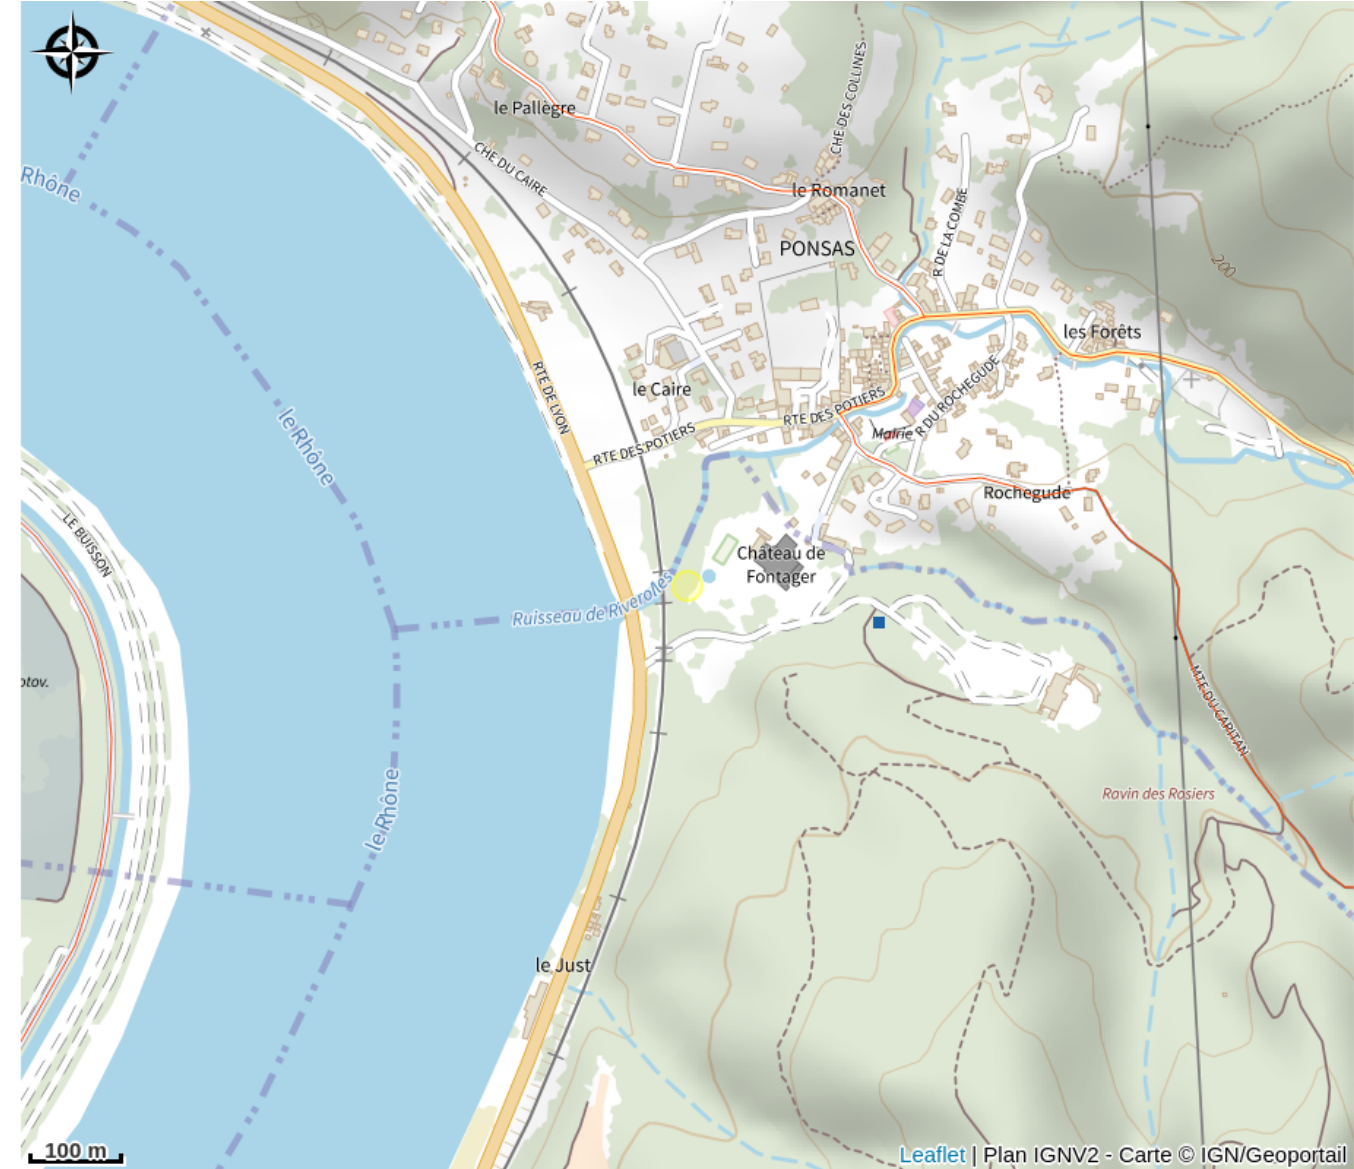 le Pallègre
CHE DU CAIRE
CHE DES COLLINES
Rhône
le Romanet
R DE LA COMBE
PONSAS
200
les Forêts
RTE DE LYON
le Caire
R DU ROCHEGUDE
RTE DES POTIERS
le Rhône
RTE DES POTIERS
Mairie
Rochegude
LE BUISSON
Château de
Fontager
Ruisseau de Riverolles
otov.
MTE DU CAPITAN
le Rhône
Ravin des Rosiers
le Just
100 m
Leaflet | Plan IGNV2 - Carte © IGN/Geoportail